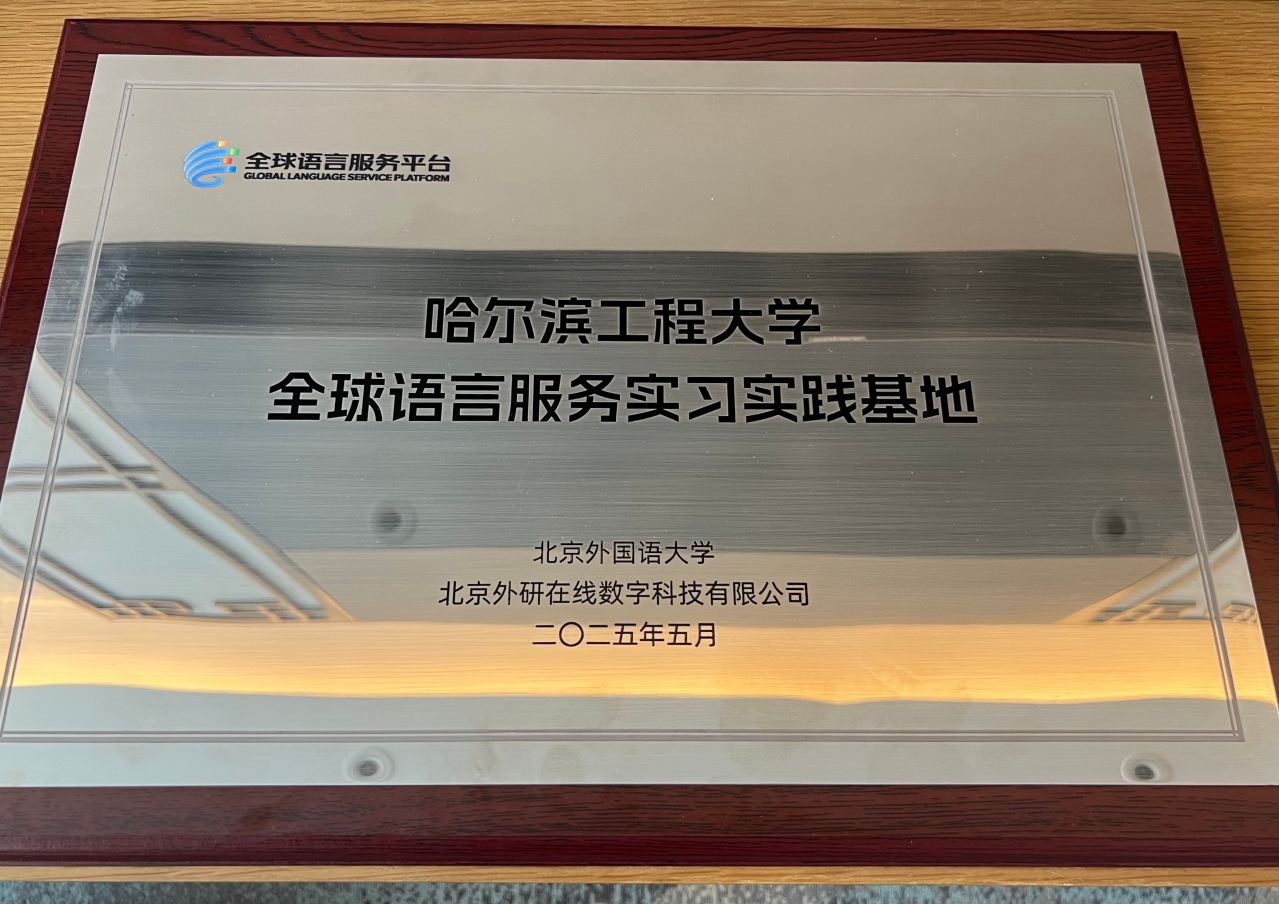 全球语言服务平台
GLOBAL LANGUAGE SERVICE PLATFORM
哈尔滨工程大学
全球语言服务实习实践基地
北京外国语大学
北京外研在线数字科技有限公司
二〇二五年五月